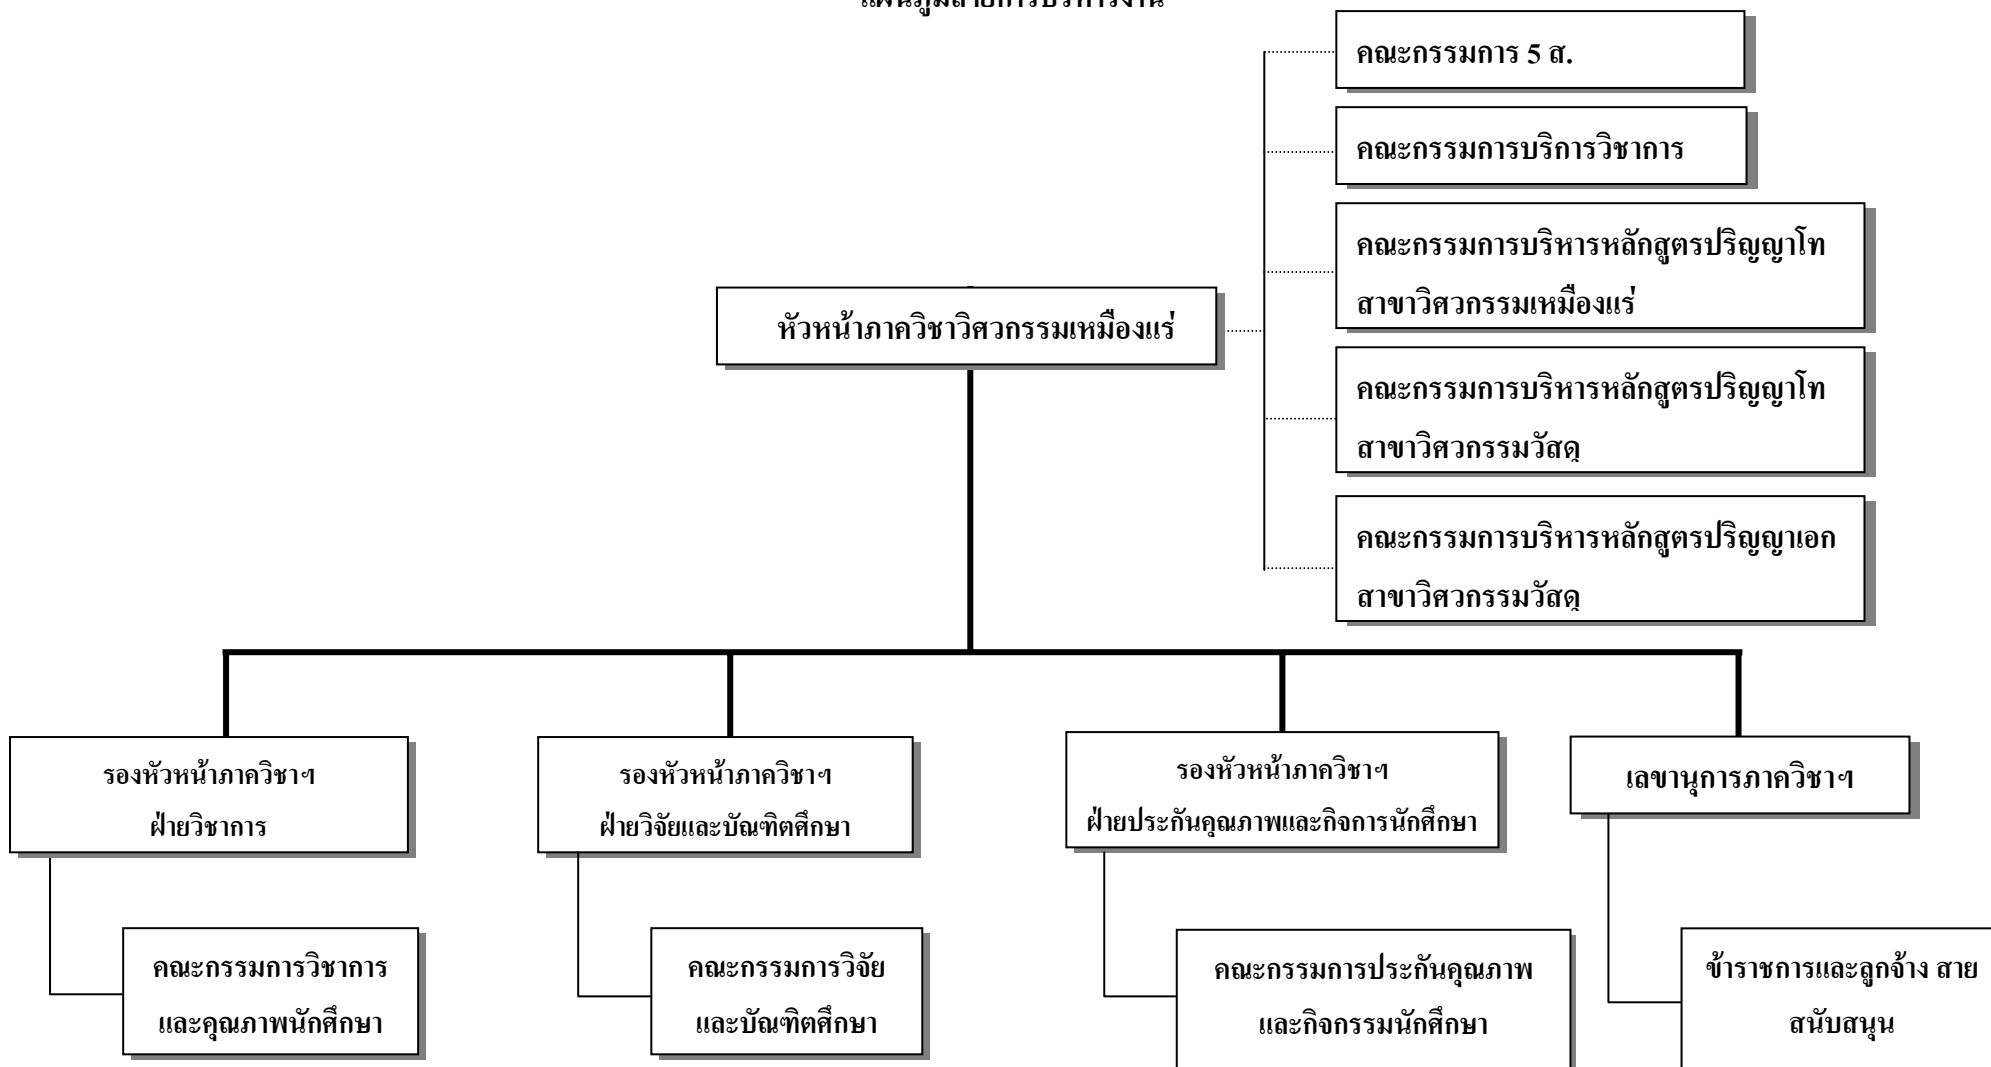 แผนภูมิสายการบริหารงาน
คณะกรรมการ 5 ส.
คณะกรรมการบริการวิชาการ
คณะกรรมการบริหารหลักสูตรปริญญาโท
สาขาวิศวกรรมเหมืองแร่
หัวหน้าภาควิชาวิศวกรรมเหมืองแร่
คณะกรรมการบริหารหลักสูตรปริญญาโท
สาขาวิศวกรรมวัสดุ
คณะกรรมการบริหารหลักสูตรปริญญาเอก
สาขาวิศวกรรมวัสดุ
รองหัวหน้าภาควิชาฯ
ฝ่ายวิชาการ
รองหัวหน้าภาควิชาฯ
ฝ่ายวิจัยและบัณฑิตศึกษา
รองหัวหน้าภาควิชาฯ
ฝ่ายประกันคุณภาพและกิจการนักศึกษา
เลขานุการภาควิชาฯ
คณะกรรมการวิชาการ
และคุณภาพนักศึกษา
คณะกรรมการวิจัย
และบัณฑิตศึกษา
คณะกรรมการประกันคุณภาพ
และกิจกรรมนักศึกษา
ข้าราชการและลูกจ้าง สาย
สนับสนุน